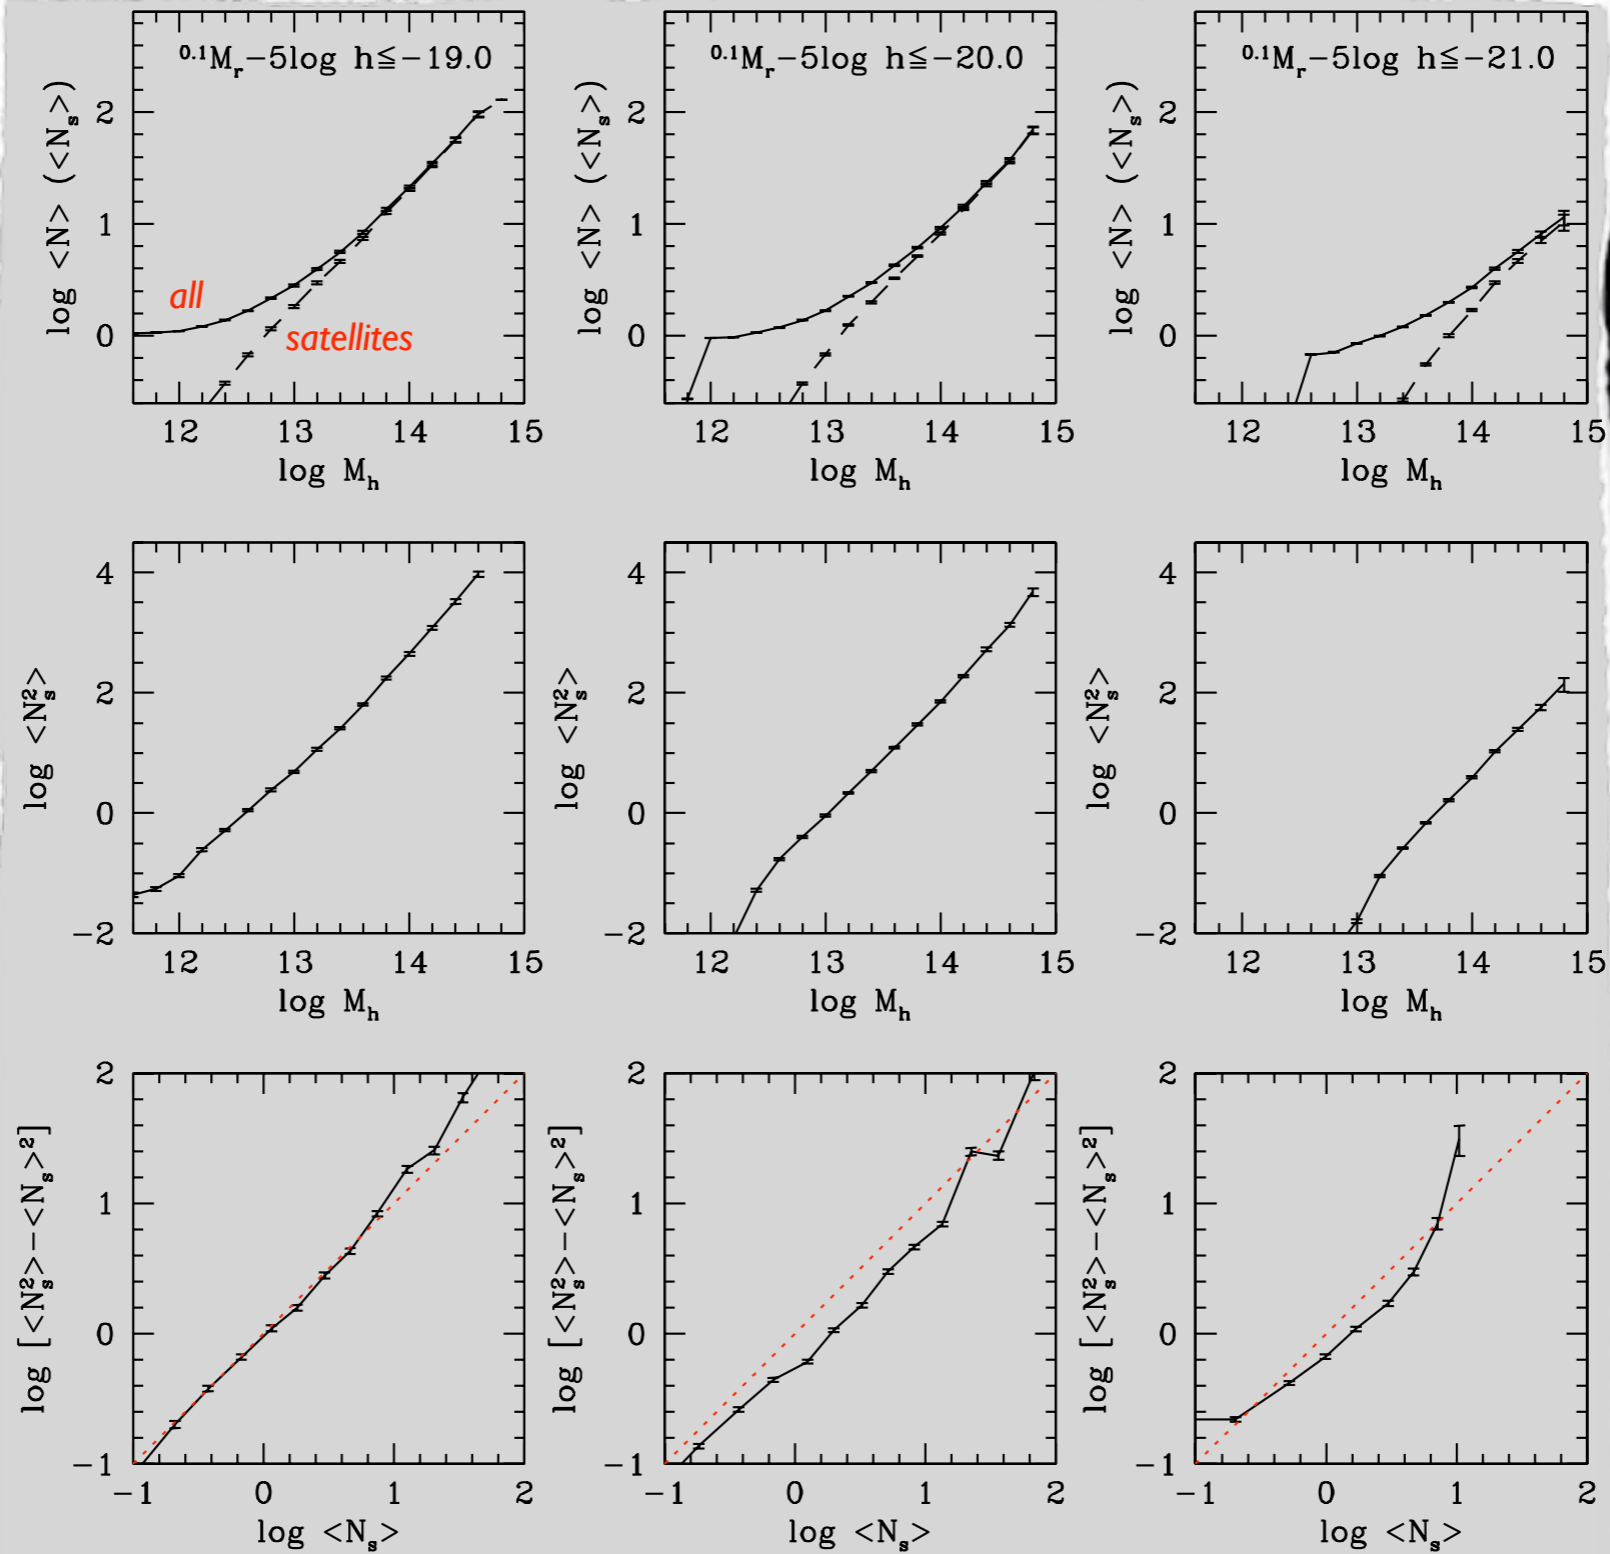 ⁰·¹Mᵣ−5log h≦−19.0
⁰·¹Mᵣ−5log h≦−20.0
⁰·¹Mᵣ−5log h≦−21.0
log <N> (<Nₛ>)
log <N> (<Nₛ>)
log <N> (<Nₛ>)
2
1
0
2
1
0
2
1
0
all
satellites
12 13 14 15
12 13 14 15
12 13 14 15
log Mₕ
log Mₕ
log Mₕ
log <Nₛ²>
log <Nₛ²>
log <Nₛ²>
4
2
0
−2
4
2
0
−2
4
2
0
−2
12 13 14 15
12 13 14 15
12 13 14 15
log Mₕ
log Mₕ
log Mₕ
log [<Nₛ²>−<Nₛ>²]
log [<Nₛ²>−<Nₛ>²]
log [<Nₛ²>−<Nₛ>²]
2
1
0
−1
2
1
0
−1
2
1
0
−1
−1 0 1 2
−1 0 1 2
−1 0 1 2
log <Nₛ>
log <Nₛ>
log <Nₛ>